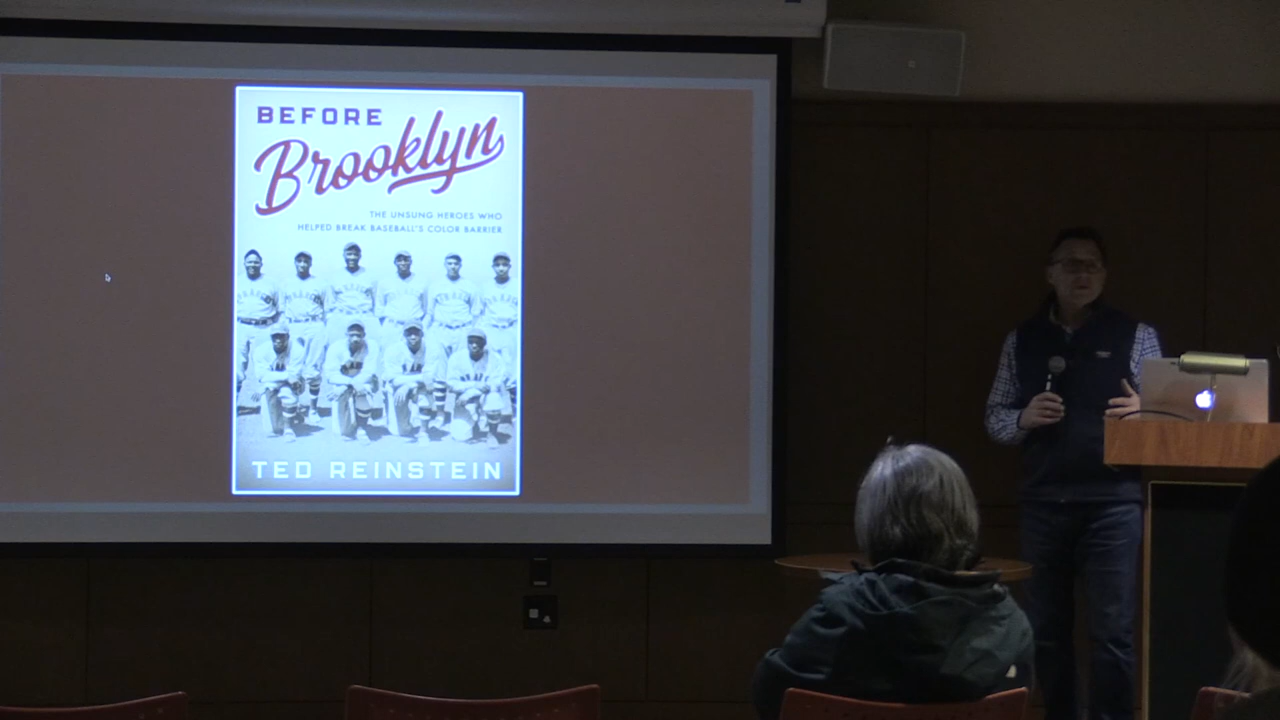 BEFORE
Brooklyn
THE UNSUNG HEROES WHO
HELPED BREAK BASEBALL'S COLOR BARRIER
TED REINSTEIN